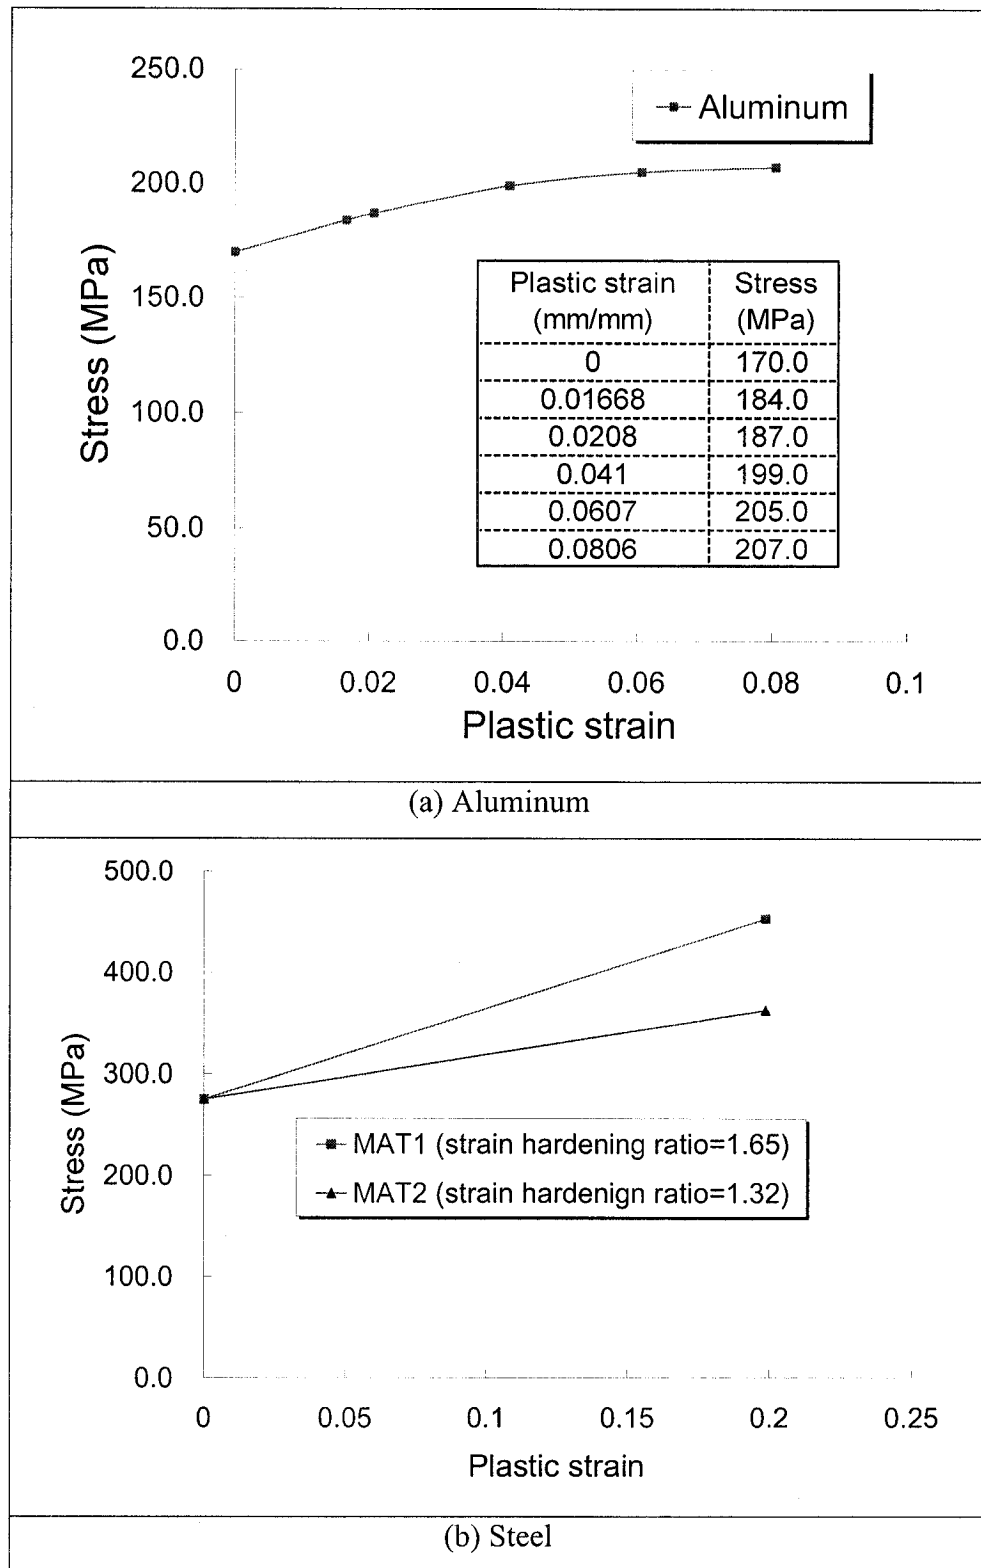 250.0
200.0
150.0
100.0
50.0
0.0
Stress (MPa)
Aluminum
Plastic strain Stress
(mm/mm) (MPa)
0 170.0
0.01668 184.0
0.0208 187.0
0.041 199.0
0.0607 205.0
0.0806 207.0
0 0.02 0.04 0.06 0.08 0.1
Plastic strain
(a) Aluminum
500.0
400.0
300.0
200.0
100.0
0.0
Stress (MPa)
MAT1 (strain hardening ratio=1.65)
MAT2 (strain hardenign ratio=1.32)
0 0.05 0.1 0.15 0.2 0.25
Plastic strain
(b) Steel